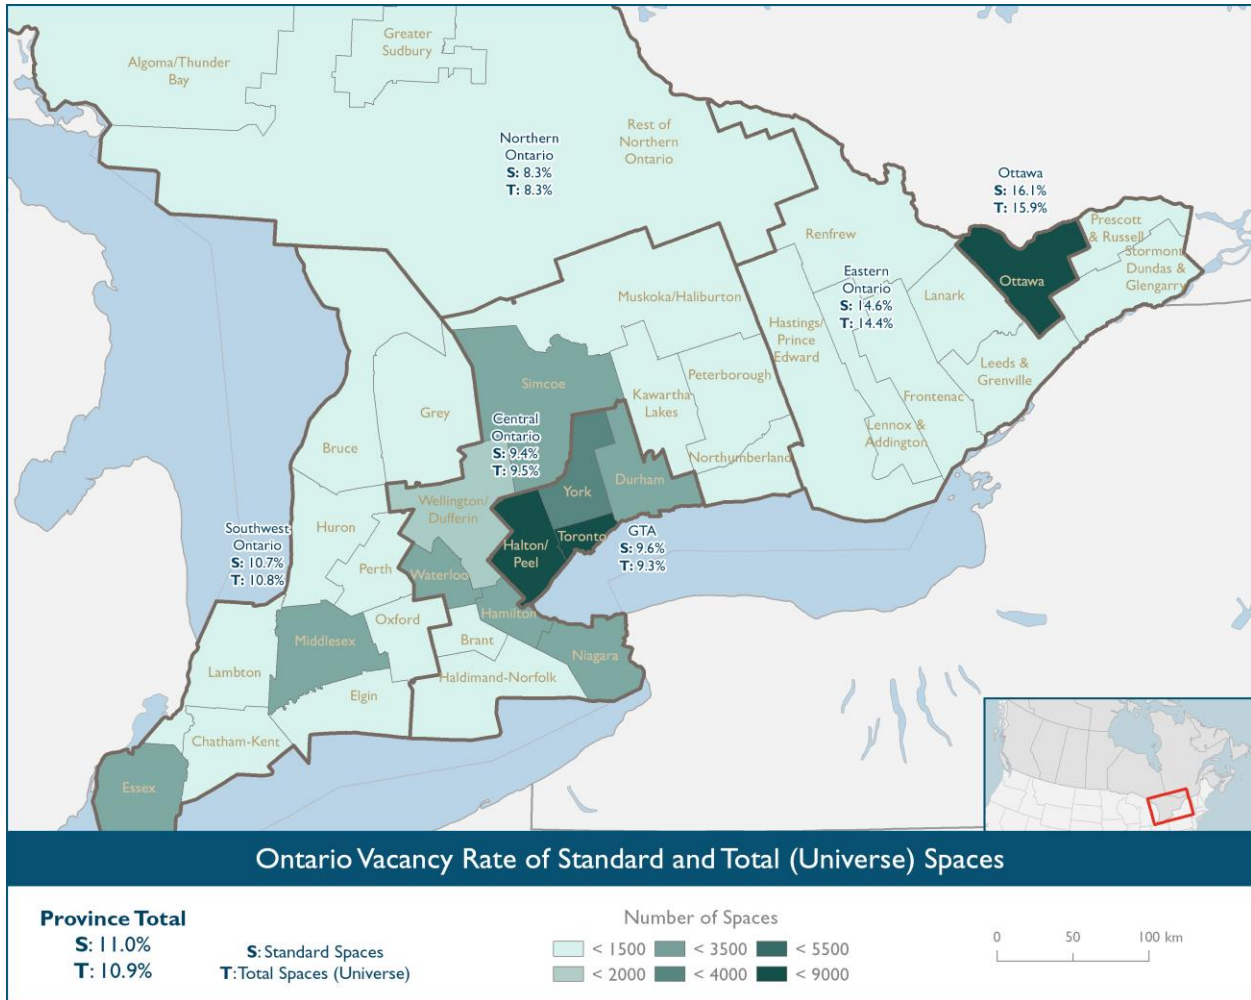 Greater
Sudbury
Algoma/Thunder
Bay
Rest of
Northern
Ontario
Northern
Ontario
S: 8.3%
T: 8.3%
Ottawa
S: 16.1%
T: 15.9%
Prescott
& Russell
Stormont
Dundas &
Glengarry
Renfrew
Eastern
Ontario
S: 14.6%
T: 14.4%
Ottawa
Lanark
Muskoka/Haliburton
Hastings/
Prince
Edward
Leeds &
Grenville
Peterborough
Simcoe
Kawartha
Lakes
Frontenac
Grey
Central
Ontario
S: 9.4%
T: 9.5%
Lennox &
Addington
Bruce
Northumberland
Durham
York
Wellington/
Dufferin
Huron
Southwest
Ontario
S: 10.7%
T: 10.8%
Toronto
GTA
S: 9.6%
T: 9.3%
Halton/
Peel
Perth
Waterloo
Hamilton
Oxford
Brant
Middlesex
Niagara
Lambton
Haldimand-Norfolk
Elgin
Chatham-Kent
Essex
Ontario Vacancy Rate of Standard and Total (Universe) Spaces
Province Total
S: 11.0%
T: 10.9%
S: Standard Spaces
T:Total Spaces (Universe)
Number of Spaces
< 1500 < 3500 < 5500
< 2000 < 4000 < 9000
0 50 100 km